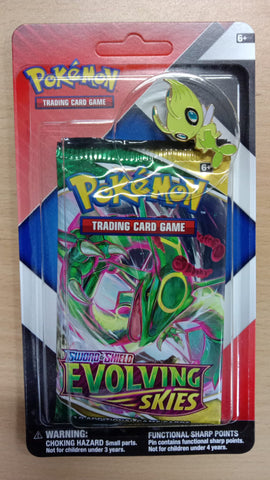 6+
POKéMON
TRADING CARD GAME
6+
POKéMON
TRADING CARD GAME
SWORD & SHIELD
EVOLVING
SKIES
WARNING:
CHOKING HAZARD Small parts.
Not for children under 3 years.
FUNCTIONAL SHARP POINTS
Pin contains functional sharp points.
Not for children under 4 years.